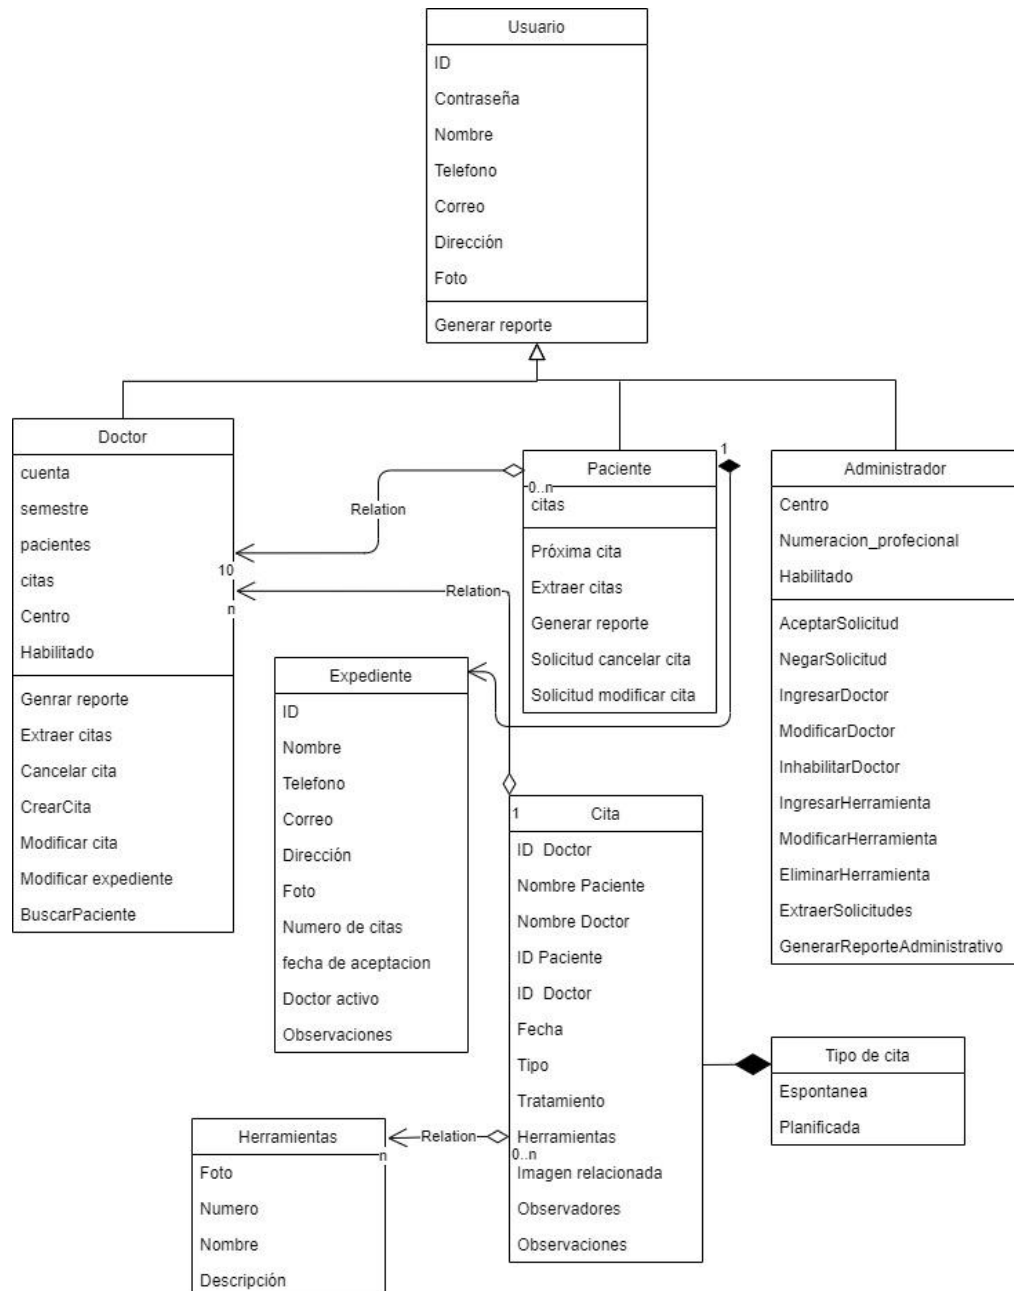 Usuario
ID
Contraseña
Nombre
Telefono
Correo
Dirección
Foto
Generar reporte
Doctor
cuenta
semestre
pacientes
citas
Centro
Habilitado
Genrar reporte
Extraer citas
Cancelar cita
CrearCita
Modificar cita
Modificar expediente
BuscarPaciente
Relation
10
Relation
n
Paciente
1
0..n
citas
Próxima cita
Extraer citas
Generar reporte
Solicitud cancelar cita
Solicitud modificar cita
Administrador
Centro
Numeracion_profecional
Habilitado
AceptarSolicitud
NegarSolicitud
IngresarDoctor
ModificarDoctor
InhabilitarDoctor
IngresarHerramienta
ModificarHerramienta
EliminarHerramienta
ExtraerSolicitudes
GenerarReporteAdministrativo
Expediente
ID
Nombre
Telefono
Correo
Dirección
Foto
Numero de citas
fecha de aceptacion
Doctor activo
Observaciones
1
Cita
ID Doctor
Nombre Paciente
Nombre Doctor
ID Paciente
ID Doctor
Fecha
Tipo
Tratamiento
Herramientas
0..n
Imagen relacionada
Observadores
Observaciones
Tipo de cita
Espontanea
Planificada
Relation
n
Herramientas
Foto
Numero
Nombre
Descripción